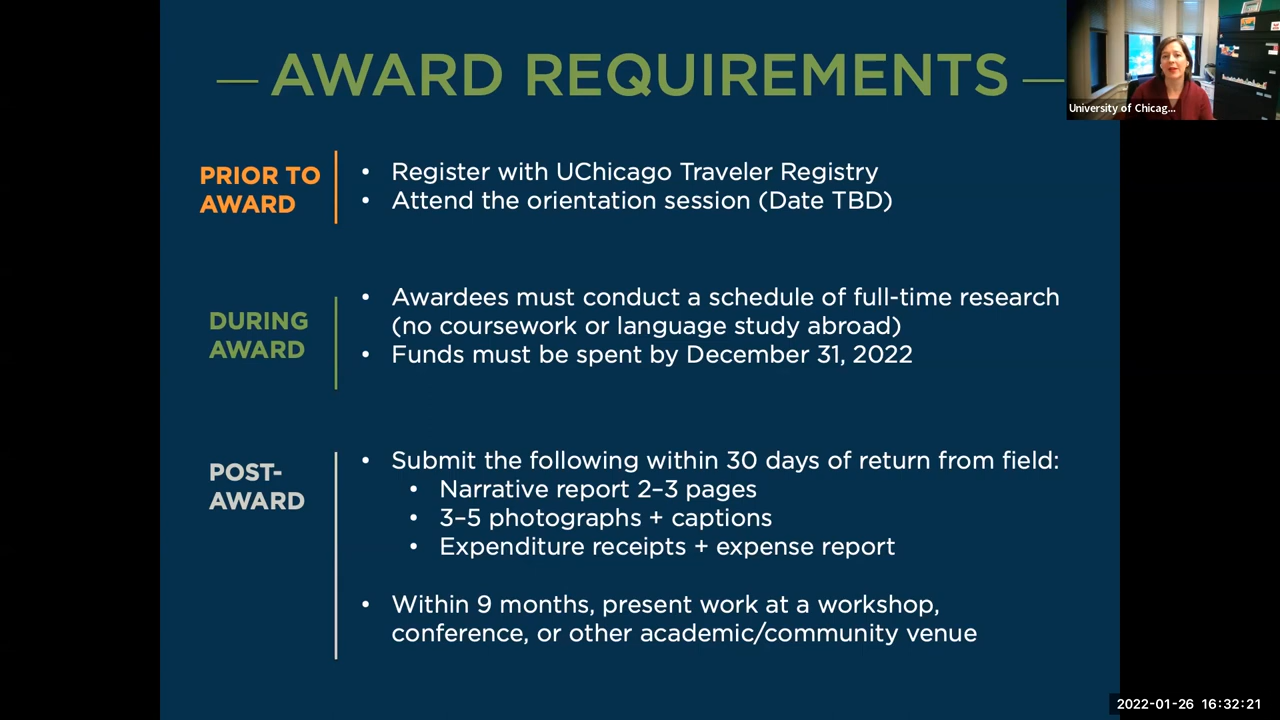 — AWARD REQUIREMENTS —
University of Chicag...
PRIOR TO
AWARD
• Register with UChicago Traveler Registry
• Attend the orientation session (Date TBD)
DURING
AWARD
• Awardees must conduct a schedule of full-time research
(no coursework or language study abroad)
• Funds must be spent by December 31, 2022
POST-
AWARD
• Submit the following within 30 days of return from field:
• Narrative report 2–3 pages
• 3–5 photographs + captions
• Expenditure receipts + expense report
• Within 9 months, present work at a workshop,
conference, or other academic/community venue
2022-01-26 16:32:21